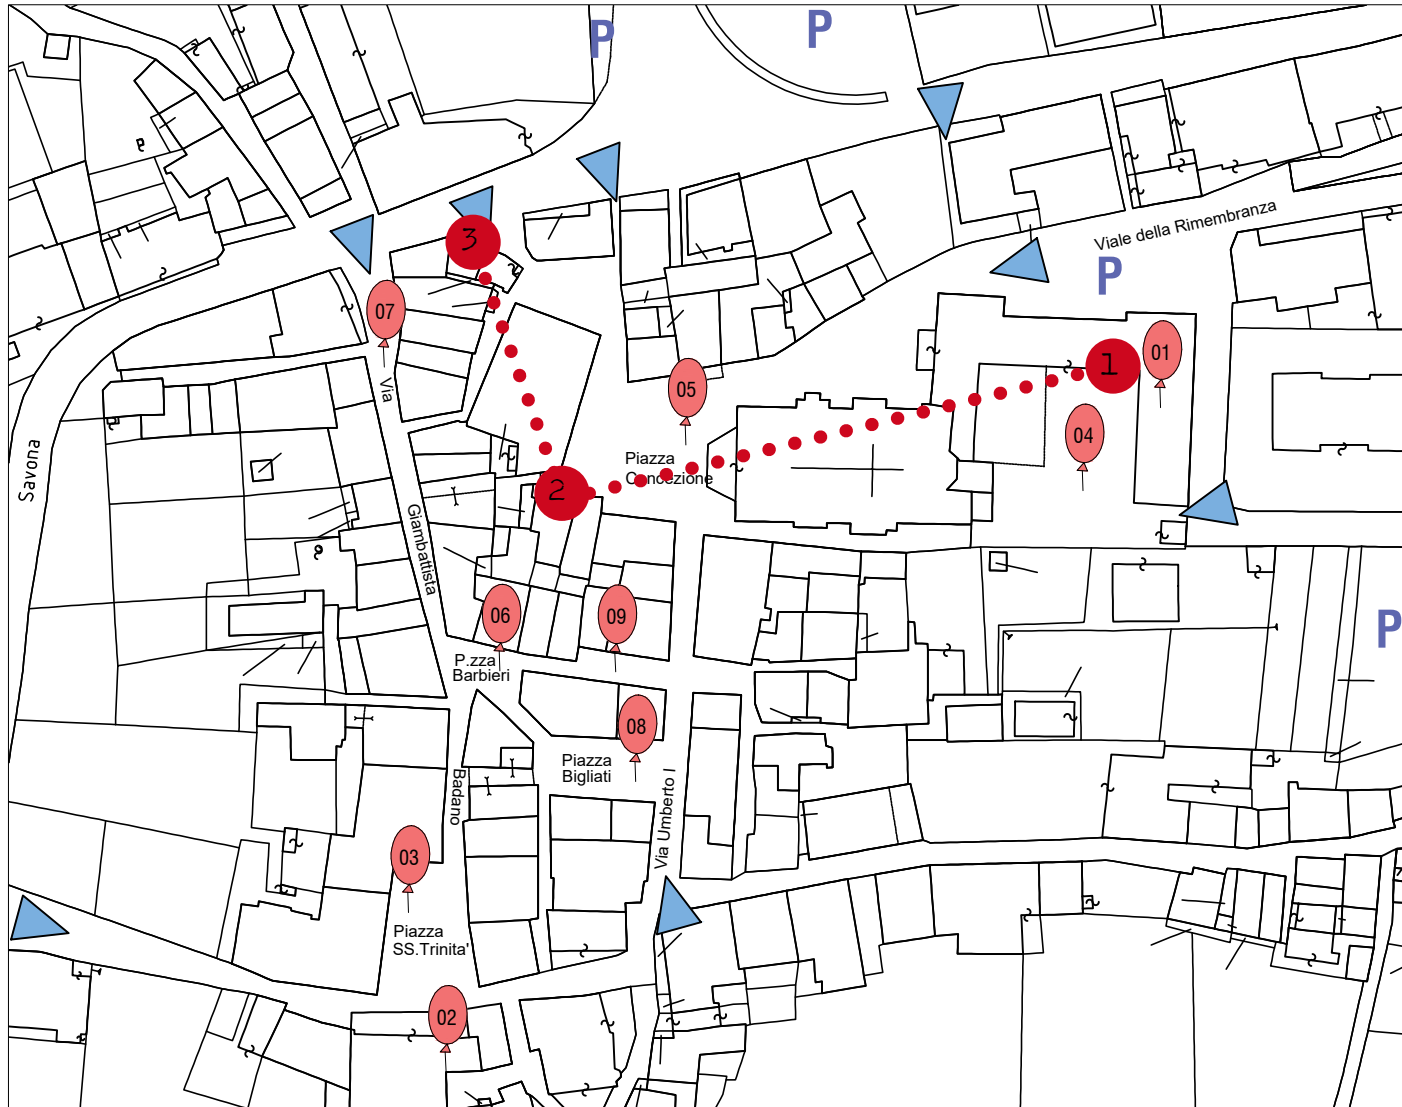 P
P
Viale della Rimembranza
P
3
07
1
01
05
Via
04
Piazza
Concezione
Savona
2
Giambattista
06
09
P
P.zza
Barbieri
08
Piazza
Bigliati
Badano
Via Umberto I
03
Piazza
SS.Trinita'
02